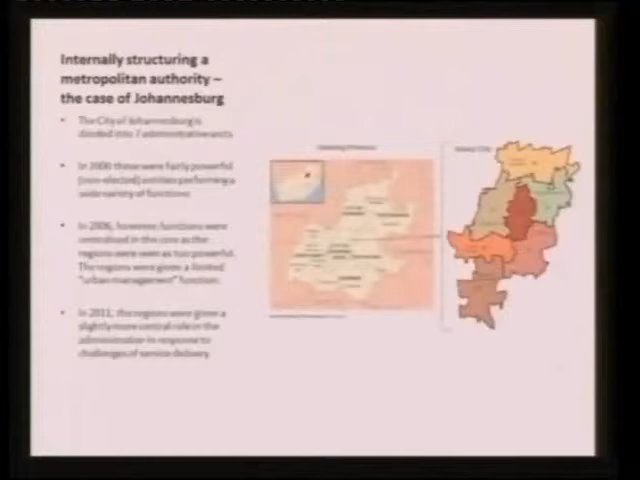 Internally structuring a
metropolitan authority –
the case of Johannesburg
• The City of Johannesburg is
divided into 7 administrative units
• In 2000 these were fairly powerful
(non-elected) entities performing a
wide variety of functions
• In 2006, however, functions were
centralised in the core as the
regions were seen as too powerful.
The regions were given a limited
"urban management" function.
• In 2011, the regions were given a
slightly more central role in the
administration in response to
challenges of service delivery
Gauteng Province